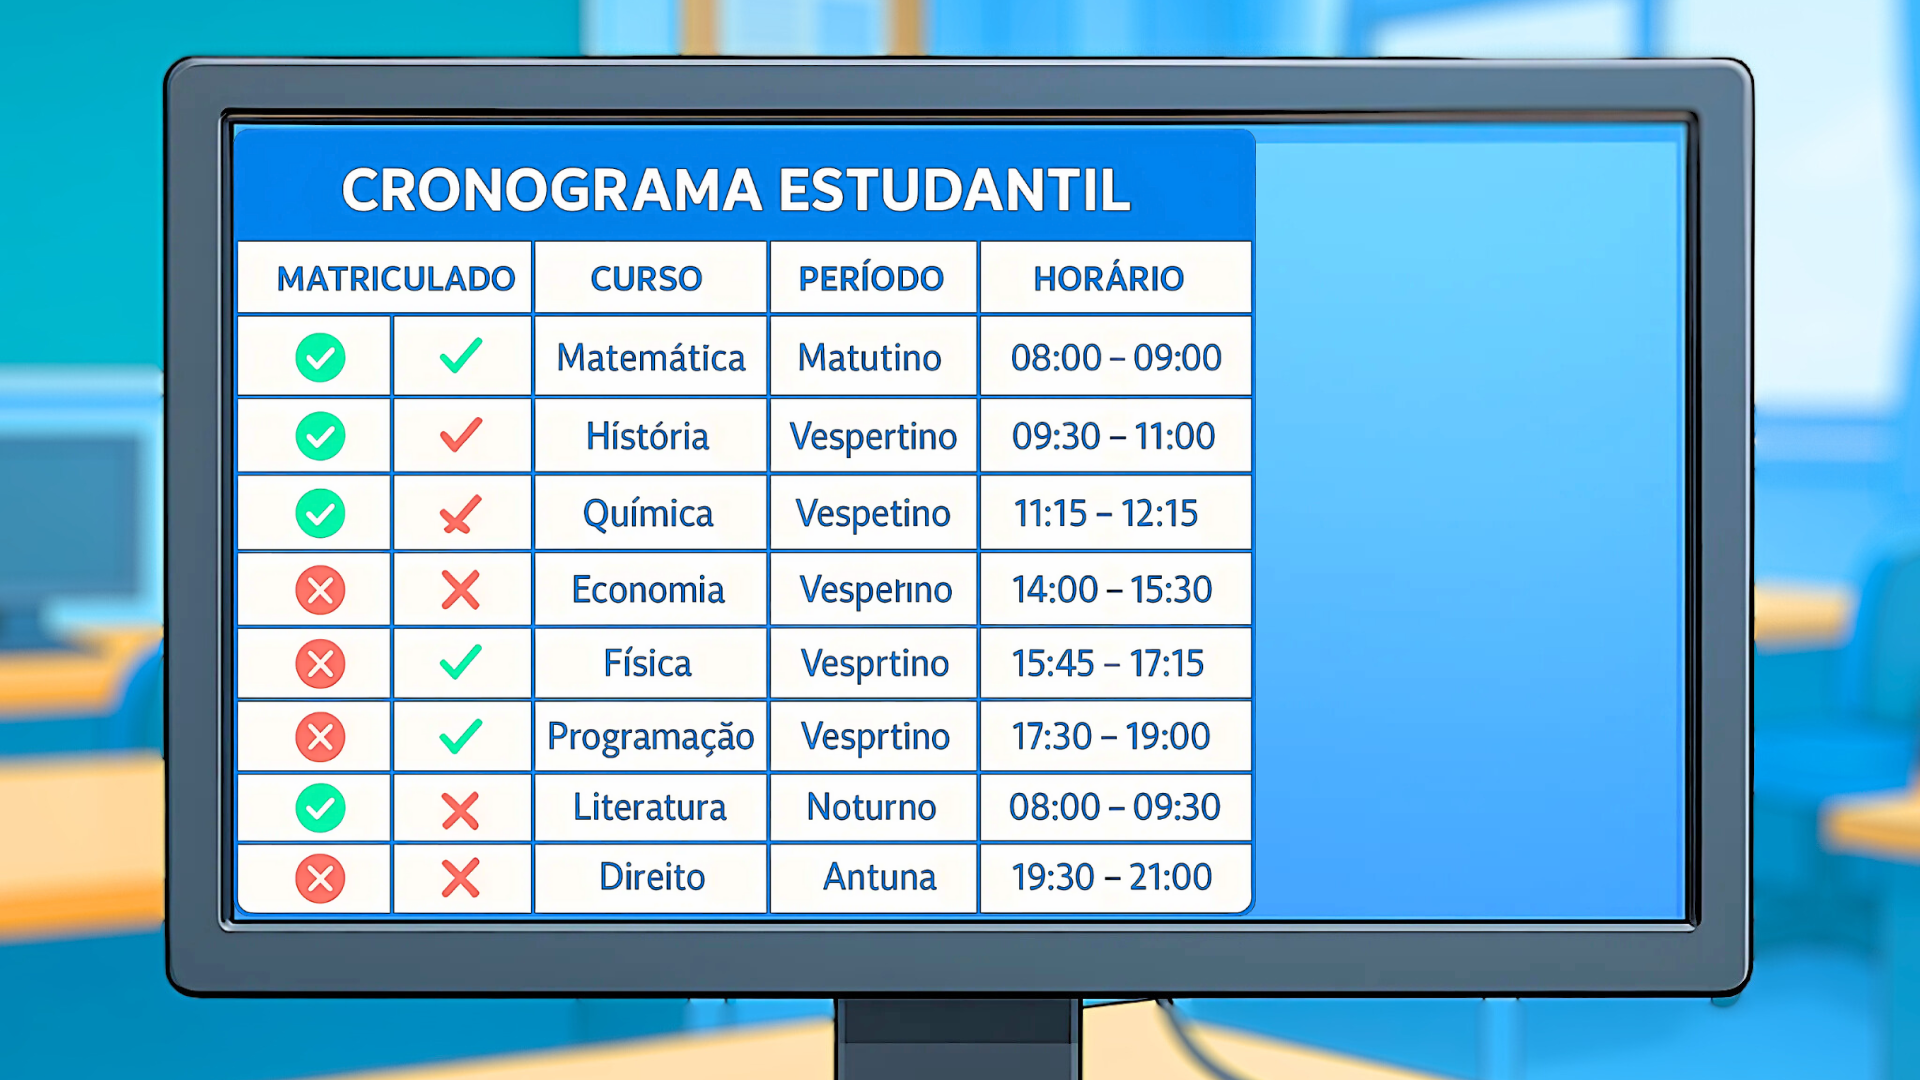 CRONOGRAMA ESTUDANTIL
MATRICULADO CURSO PERÍODO HORÁRIO
Matemática Matutino 08:00 – 09:00
Hístória Vespertino 09:30 – 11:00
Química Vespetino 11:15 – 12:15
Economia 14:00 – 15:30
Física Vesprtino 15:45 – 17:15
Programação Vesprtino 17:30 – 19:00
Literatura Noturno 08:00 – 09:30
Direito Antuna 19:30 – 21:00